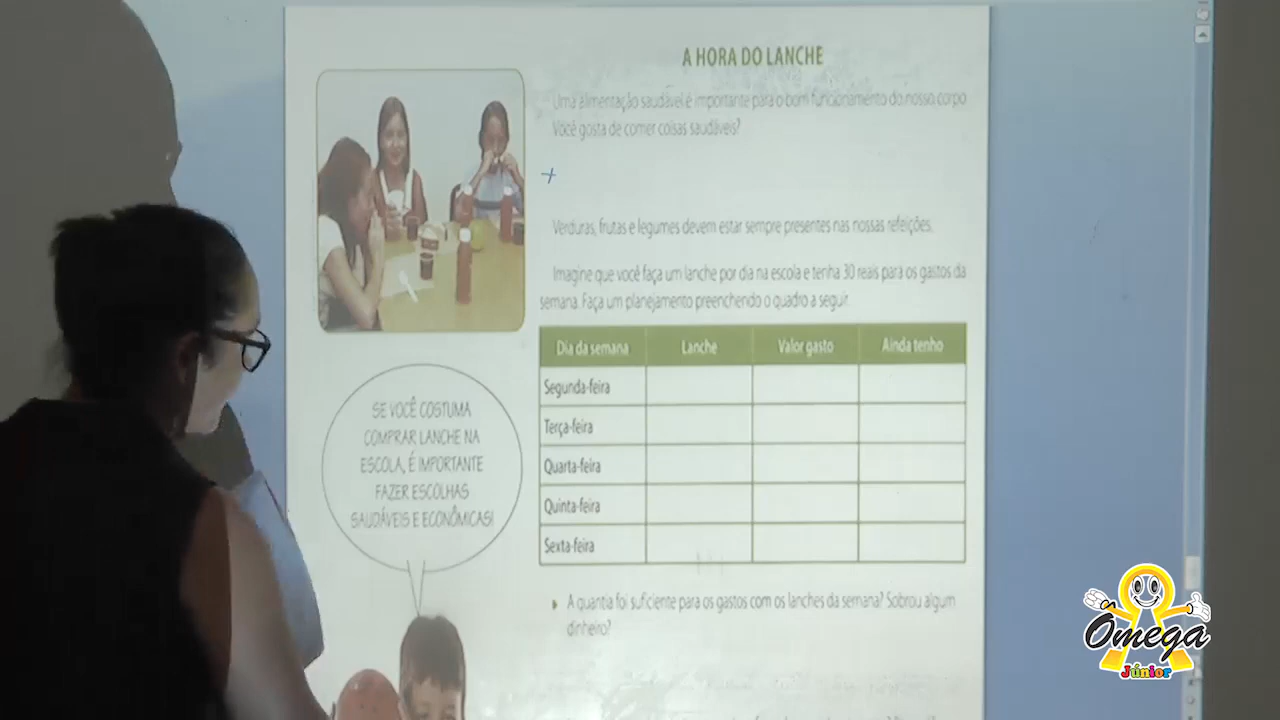 A HORA DO LANCHE
Uma alimentação saudável é importante para o bom funcionamento do nosso corpo
Você gosta de comer coisas saudáveis?
Verduras, frutas e legumes devem estar sempre presentes nas nossas refeições.
Imagine que você faça um lanche por dia na escola e tenha 30 reais para os gastos da
semana. Faça um planejamento preenchendo o quadro a seguir.
Dia da semana Lanche Valor gasto Ainda tenho
Segunda-feira
Terça-feira
Quarta-feira
Quinta-feira
Sexta-feira
SE VOCÊ COSTUMA
COMPRAR LANCHE NA
ESCOLA, É IMPORTANTE
FAZER ESCOLHAS
SAUDÁVEIS E ECONÔMICAS!
A quantia foi suficiente para os gastos com os lanches da semana? Sobrou algum
dinheiro?
Ômega
Júnior